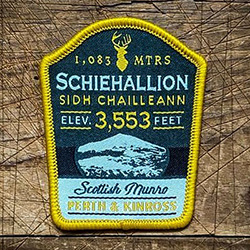 1,083 MTRS
SCHIEHALLION
SIDH CHAILLEANN
ELEV. 3,553 FEET
Scottish Munro
PERTH & KINROSS